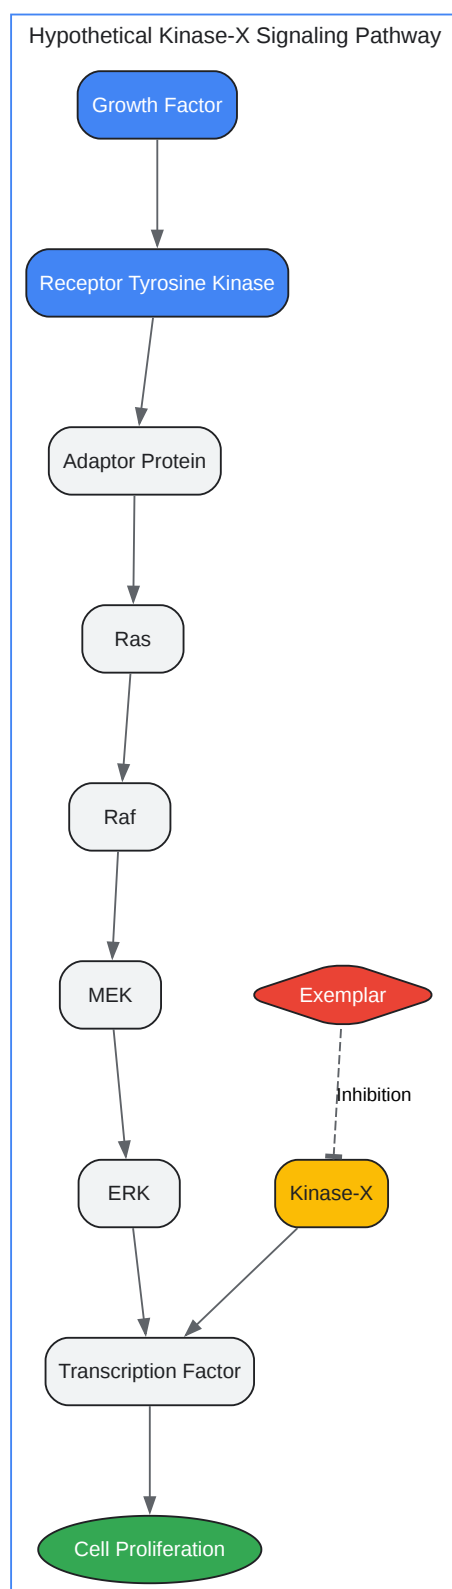 Hypothetical Kinase-X Signaling Pathway
Growth Factor
Receptor Tyrosine Kinase
Adaptor Protein
Ras
Raf
MEK
Exemplar
Inhibition
ERK
Kinase-X
Transcription Factor
Cell Proliferation